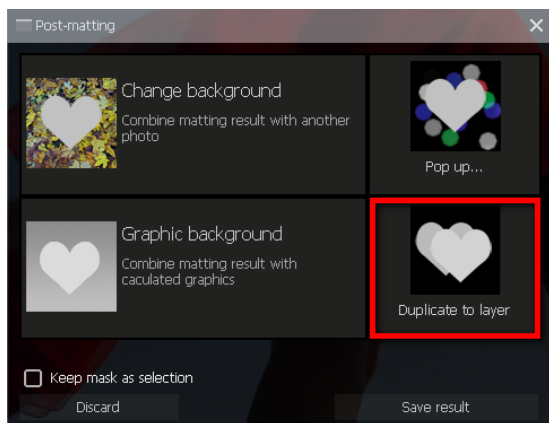 Post-matting
Change background
Combine matting result with another
photo
Pop up...
Graphic background
Combine matting result with
caculated graphics
Duplicate to layer
Keep mask as selection
Discard
Save result